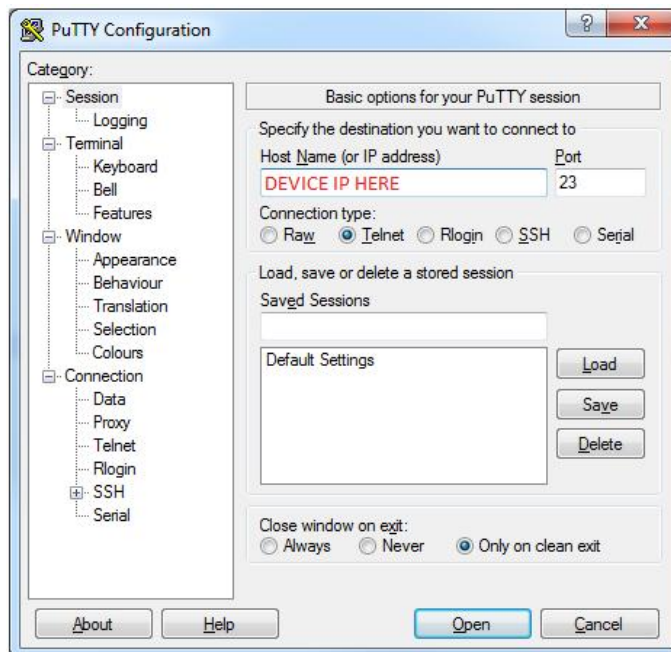 PuTTY Configuration
Category:
Session
Logging
Terminal
Keyboard
Bell
Features
Window
Appearance
Behaviour
Translation
Selection
Colours
Connection
Data
Proxy
Telnet
Rlogin
SSH
Serial
Basic options for your PuTTY session
Specify the destination you want to connect to
Host Name (or IP address) Port
DEVICE IP HERE 23
Connection type:
Raw Telnet Rlogin SSH Serial
Load, save or delete a stored session
Saved Sessions
Default Settings
Load
Save
Delete
Close window on exit:
Always Never Only on clean exit
About Help Open Cancel